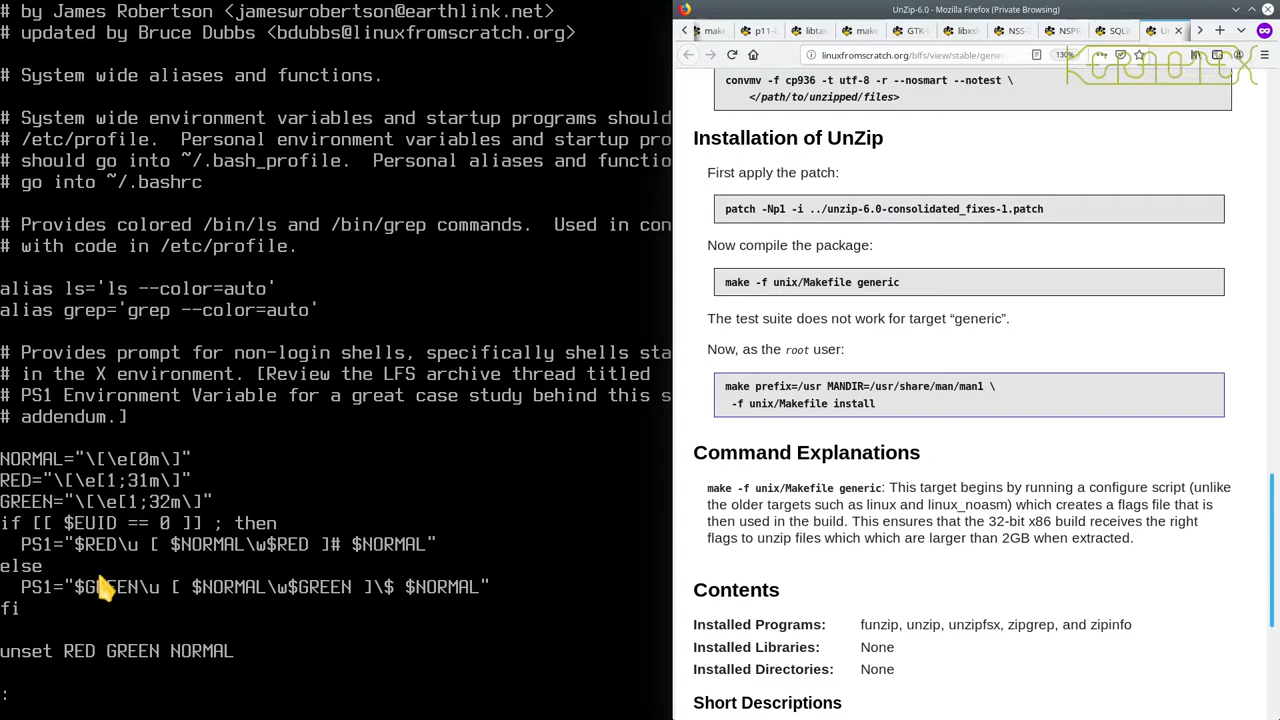 # by James Robertson <jameswrobertson@earthlink.net>
# updated by Bruce Dubbs <bdubbs@linuxfromscratch.org>
# System wide aliases and functions.
# System wide environment variables and startup programs should
# /etc/profile.  Personal environment variables and startup pro
# should go into ~/.bash_profile.  Personal aliases and functio
# go into ~/.bashrc
# Provides colored /bin/ls and /bin/grep commands.  Used in con
# with code in /etc/profile.
alias ls='ls --color=auto'
alias grep='grep --color=auto'
# Provides prompt for non-login shells, specifically shells sta
# in the X environment. [Review the LFS archive thread titled
# PS1 Environment Variable for a great case study behind this s
# addendum.]
NORMAL="\[\e[0m\]"
RED="\[\e[1;31m\]"
GREEN="\[\e[1;32m\]"
if [[ $EUID == 0 ]] ; then
  PS1="$RED\u [ $NORMAL\w$RED ]# $NORMAL"
else
  PS1="$GREEN\u [ $NORMAL\w$GREEN ]\$ $NORMAL"
fi
unset RED GREEN NORMAL
:
UnZip-6.0 - Mozilla Firefox (Private Browsing)
make- p11-l libtas make GTK- libxsl NSS- NSPR SQLi U
linuxfromscratch.org/blfs/view/stable/gener 130%
KERNOTEX
convmv -f cp936 -t utf-8 -r --nosmart --notest \
</path/to/unzipped/files>
Installation of UnZip
First apply the patch:
patch -Np1 -i ../unzip-6.0-consolidated_fixes-1.patch
Now compile the package:
make -f unix/Makefile generic
The test suite does not work for target “generic”.
Now, as the root user:
make prefix=/usr MANDIR=/usr/share/man/man1 \
-f unix/Makefile install
Command Explanations
make -f unix/Makefile generic: This target begins by running a configure script (unlike
the older targets such as linux and linux_noasm) which creates a flags file that is
then used in the build. This ensures that the 32-bit x86 build receives the right
flags to unzip files which which are larger than 2GB when extracted.
Contents
Installed Programs: funzip, unzip, unzipfsx, zipgrep, and zipinfo
Installed Libraries: None
Installed Directories: None
Short Descriptions